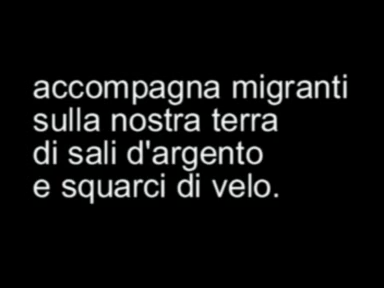 accompagna migranti
sulla nostra terra
di sali d'argento
e squarci di velo.